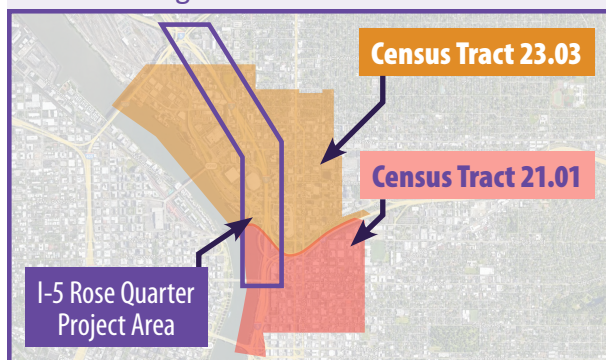 Census Tract 23.03
Census Tract 21.01
I-5 Rose Quarter
Project Area